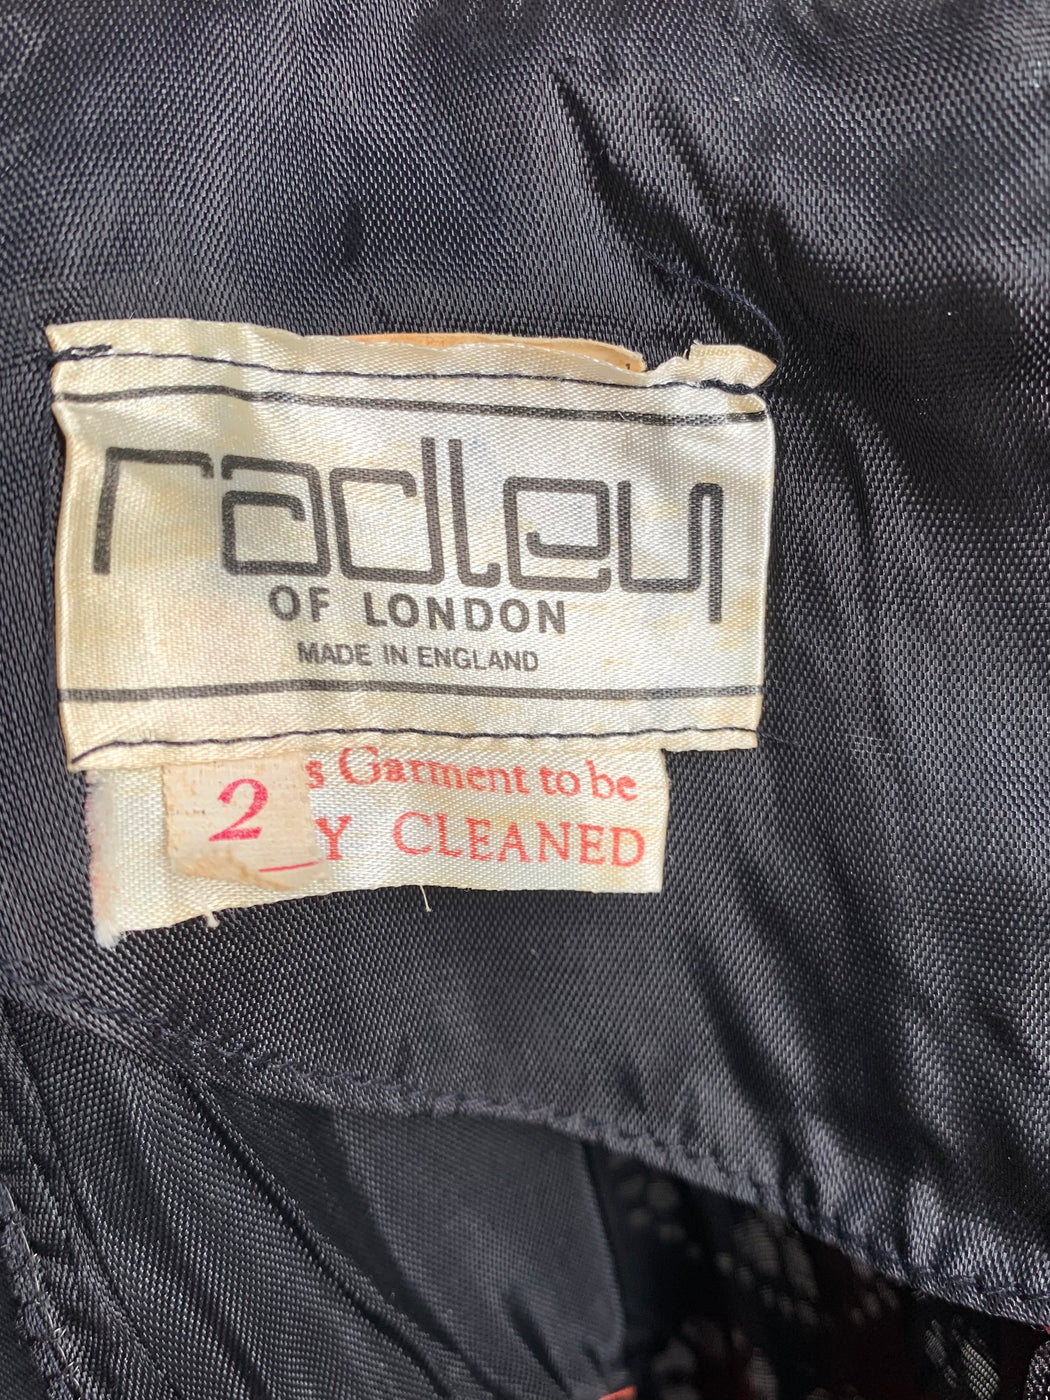 radley
OF LONDON
MADE IN ENGLAND
s Garment to be
2
Y CLEANED